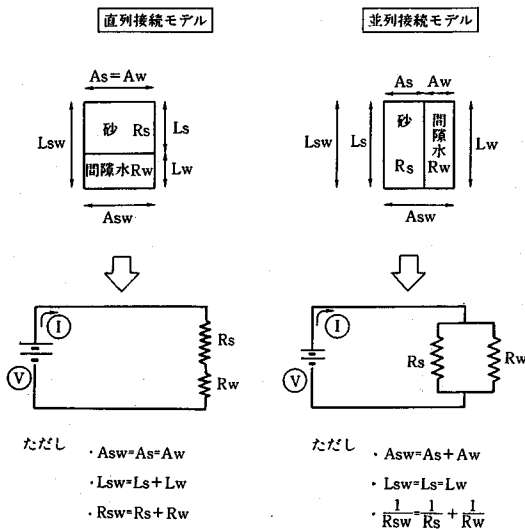 直列接続モデル
As=Aw
砂 Rs
間隙水Rw
Lsw
Ls
Lw
Asw
I
V
Rs
Rw
ただし
・Asw=As=Aw
・Lsw=Ls+Lw
・Rsw=Rs+Rw
並列接続モデル
As Aw
砂
Rs
間隙水
Rw
Lsw
Ls
Lw
Asw
I
V
Rs
Rw
ただし
・Asw=As+Aw
・Lsw=Ls=Lw
・1/Rsw=1/Rs+1/Rw